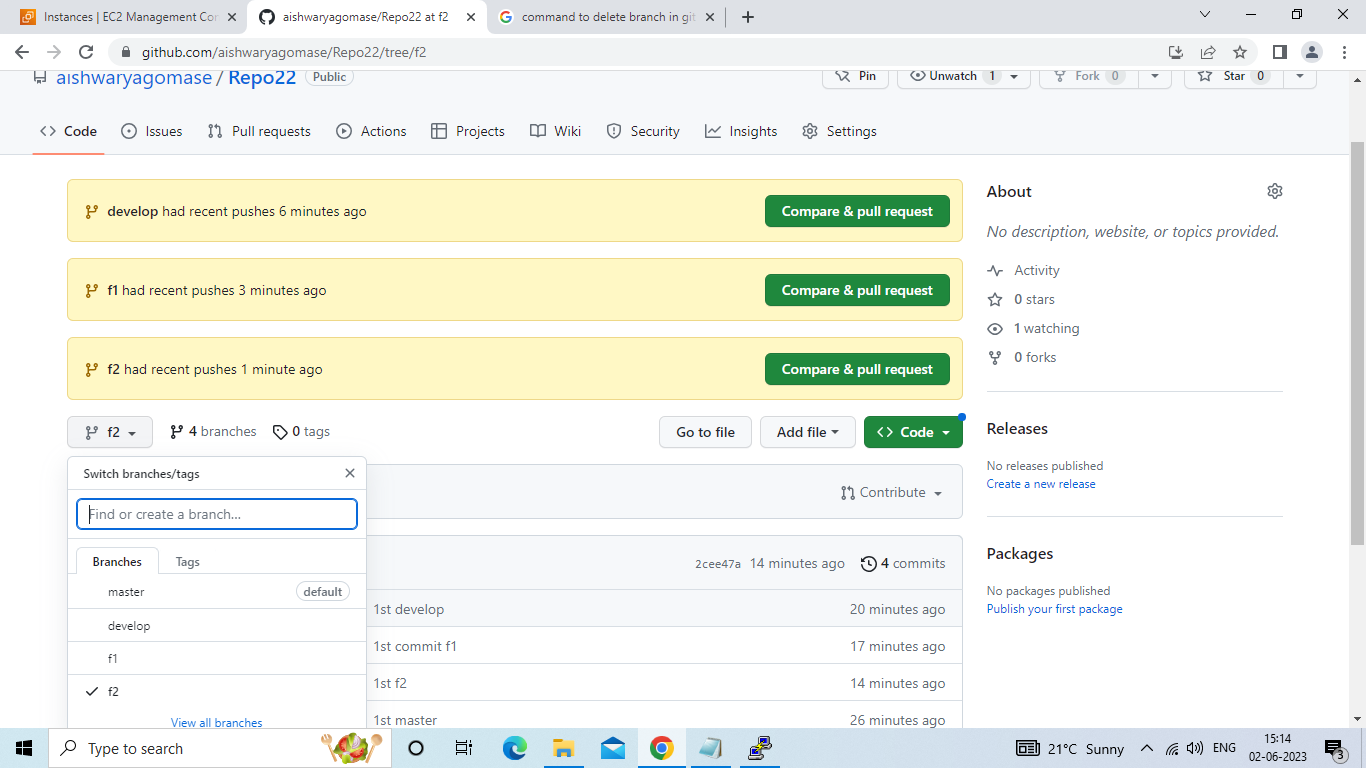 Instances | EC2 Management Con
aishwaryagomase/Repo22 at f2
command to delete branch in git
github.com/aishwaryagomase/Repo22/tree/f2
aishwaryagomase / Repo22 Public
Pin
Unwatch 1
Fork 0
Star 0
Code
Issues
Pull requests
Actions
Projects
Wiki
Security
Insights
Settings
develop had recent pushes 6 minutes ago
Compare & pull request
f1 had recent pushes 3 minutes ago
Compare & pull request
f2 had recent pushes 1 minute ago
Compare & pull request
f2
4 branches
0 tags
Go to file
Add file
Code
Switch branches/tags
Find or create a branch...
Branches
Tags
master default
develop
f1
f2
View all branches
Contribute
2cee47a 14 minutes ago 4 commits
1st develop 20 minutes ago
1st commit f1 17 minutes ago
1st f2 14 minutes ago
1st master 26 minutes ago
About
No description, website, or topics provided.
Activity
0 stars
1 watching
0 forks
Releases
No releases published
Create a new release
Packages
No packages published
Publish your first package
Type to search
21°C Sunny
ENG
15:14
02-06-2023
3